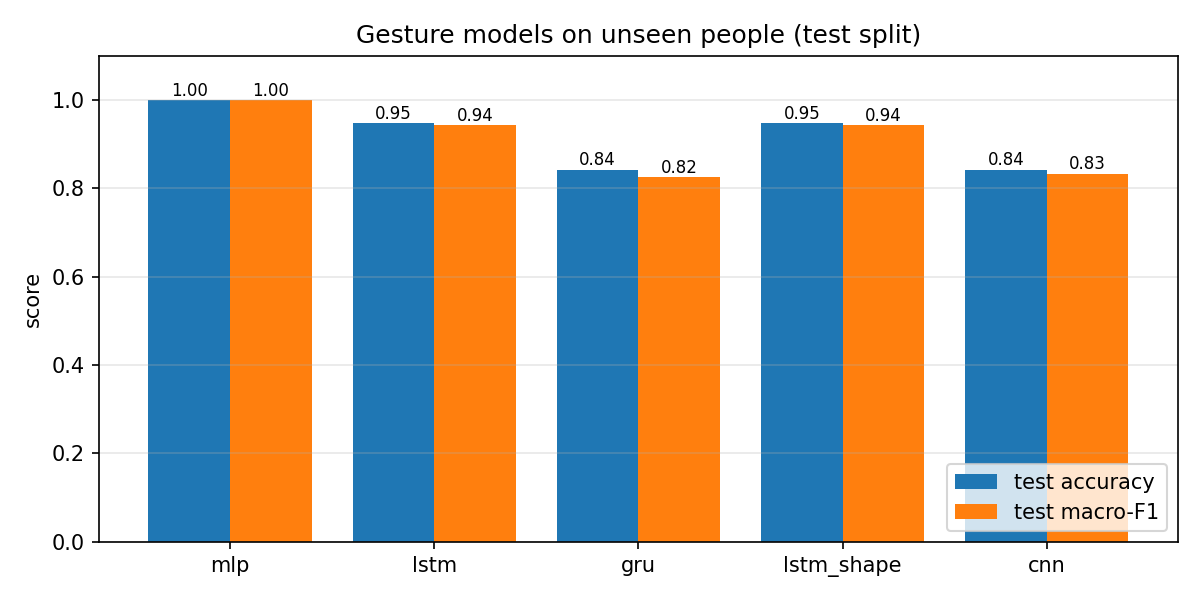 Gesture models on unseen people (test split)
score
1.0
0.8
0.6
0.4
0.2
0.0
1.00 1.00 0.95 0.94 0.84 0.82 0.95 0.94 0.84 0.83
test accuracy
test macro-F1
mlp lstm gru lstm_shape cnn